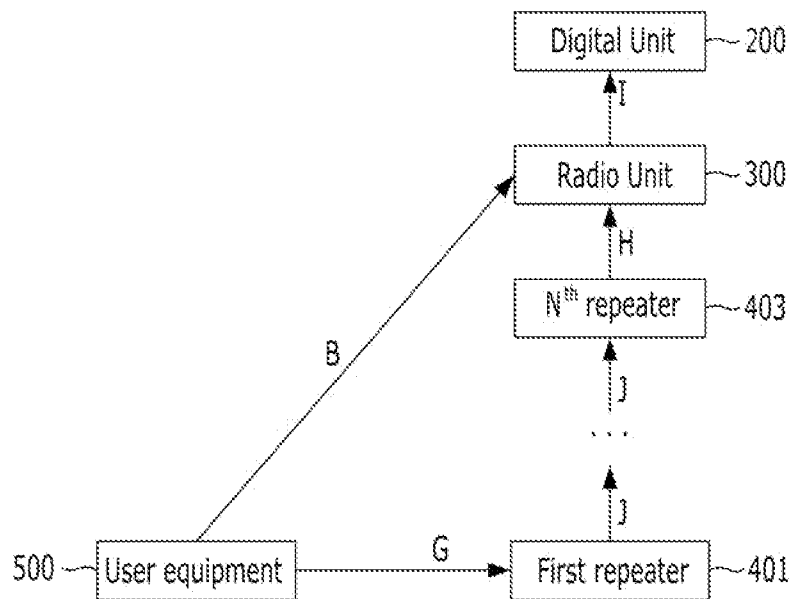 Digital Unit 200
I
Radio Unit 300
H
Nth repeater 403
B
J
. . .
J
500 User equipment G First repeater 401